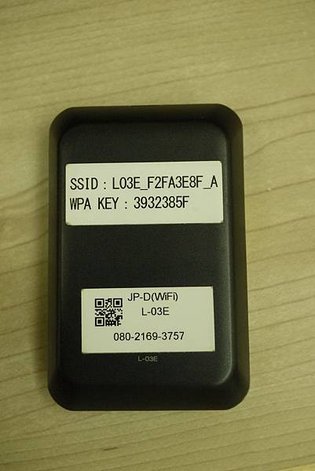 SSID : L03E_F2FA3E8F_A
WPA KEY : 3932385F
JP-D(WiFi)
L-03E
080-2169-3757
L-03E